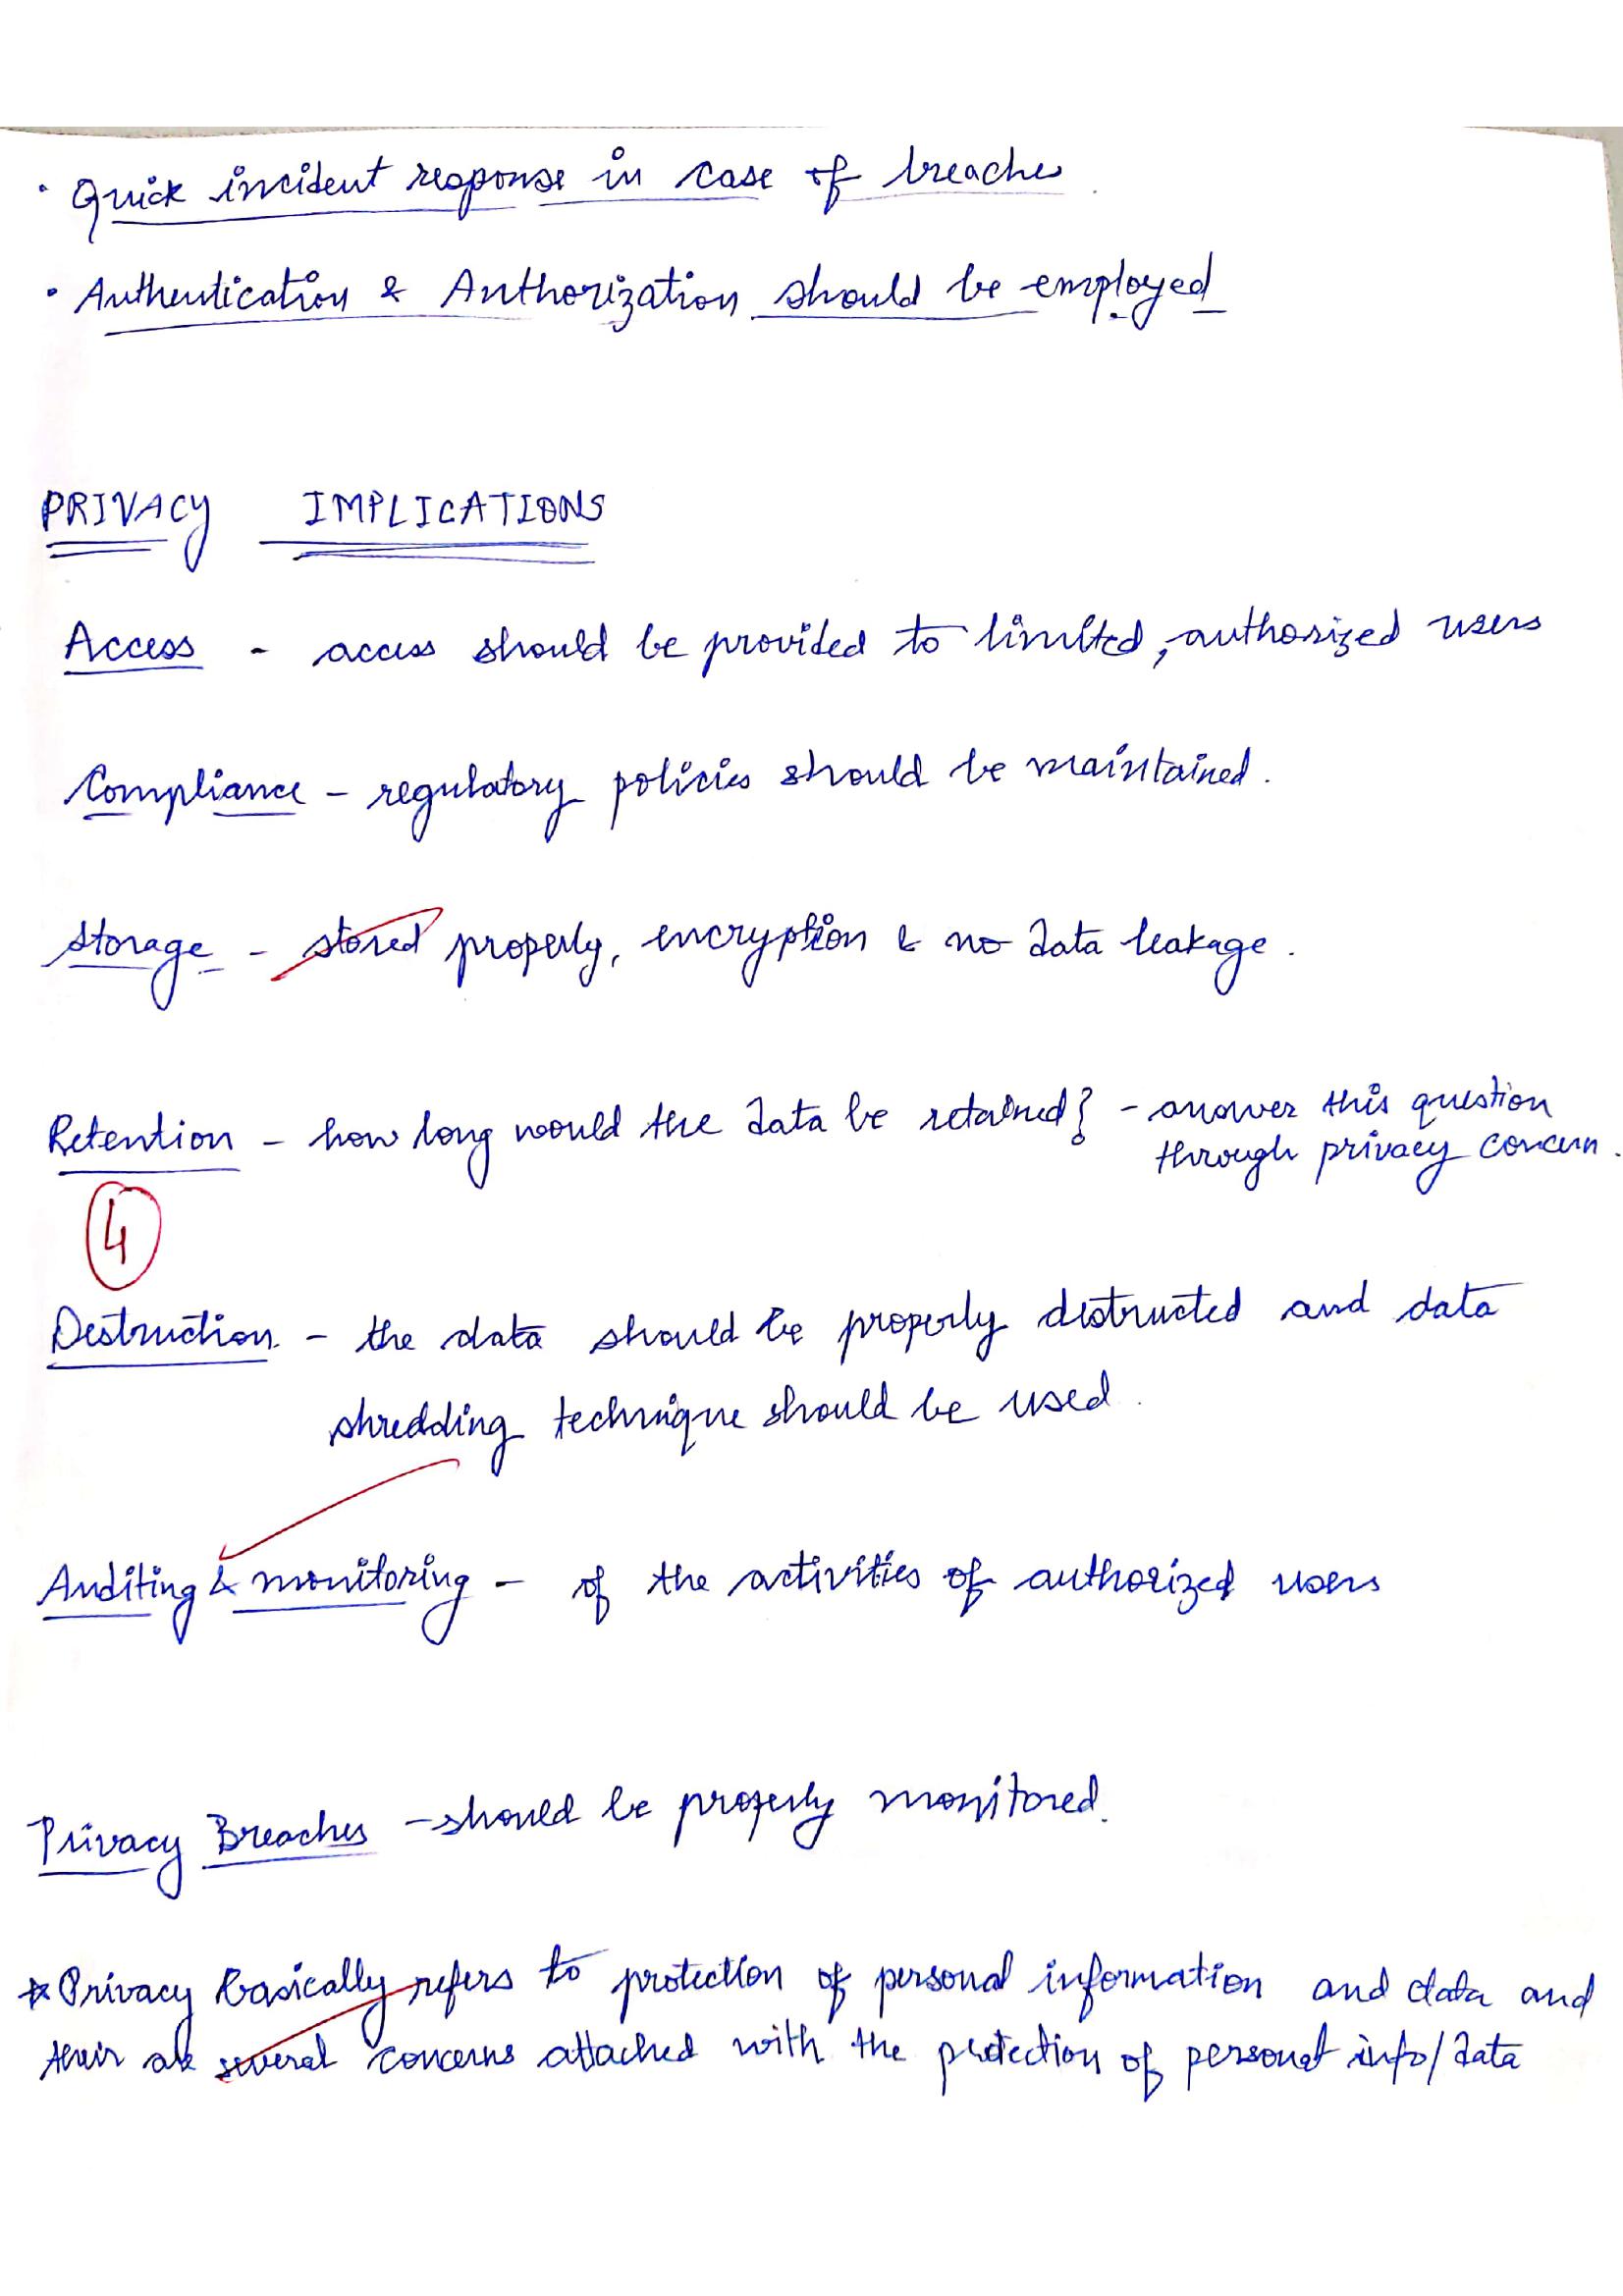 · Quick incident response in case of breaches.
· Authentication & Authorization should be employed
PRIVACY IMPLICATIONS
Access - access should be provided to limited, authorized users
Compliance - regulatory policies should be maintained.
Storage - stored properly, encryption & no data leakage.
Retention - how long would the data be retained? - answer this question
through privacy concern.
4
Destruction. - the data should be properly distructed and data
shredding technique should be used.
Auditing & monitoring - of the activities of authorized users
Privacy Breaches - should be properly monitored.
* Privacy basically refers to protection of personal information and data and
their are several concerns attached with the protection of personal info/data